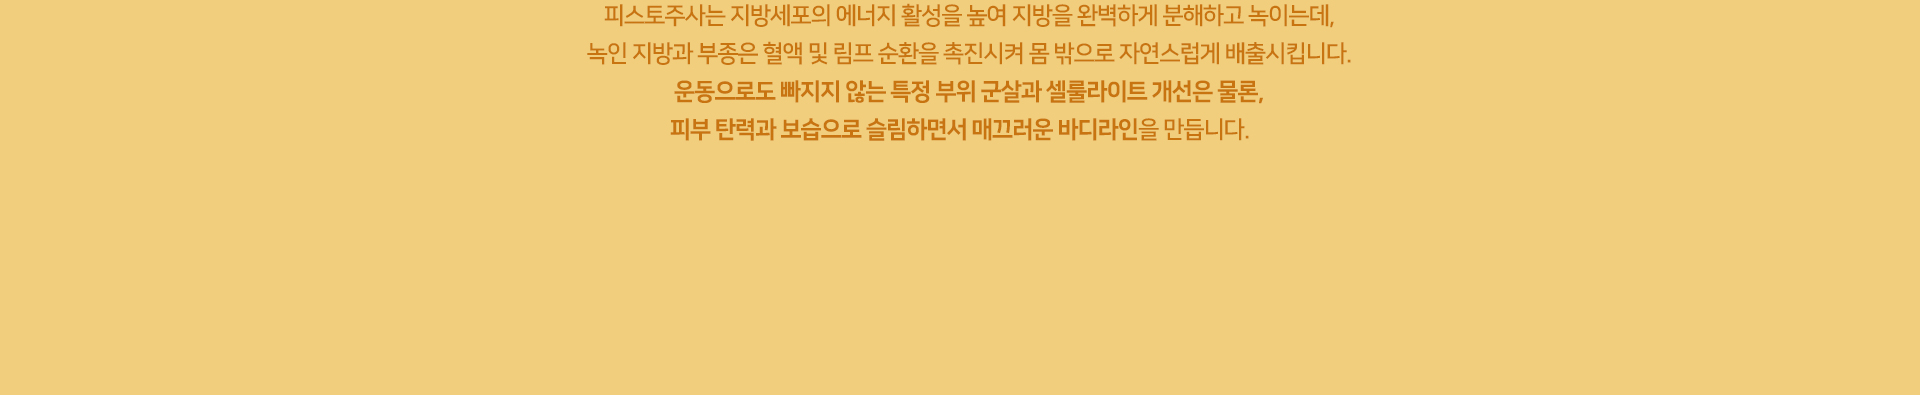 피스토주사는 지방세포의 에너지 활성을 높여 지방을 완벽하게 분해하고 녹이는데,
녹인 지방과 부종은 혈액 및 림프 순환을 촉진시켜 몸 밖으로 자연스럽게 배출시킵니다.
운동으로도 빠지지 않는 특정 부위 군살과 셀룰라이트 개선은 물론,
피부 탄력과 보습으로 슬림하면서 매끄러운 바디라인을 만듭니다.